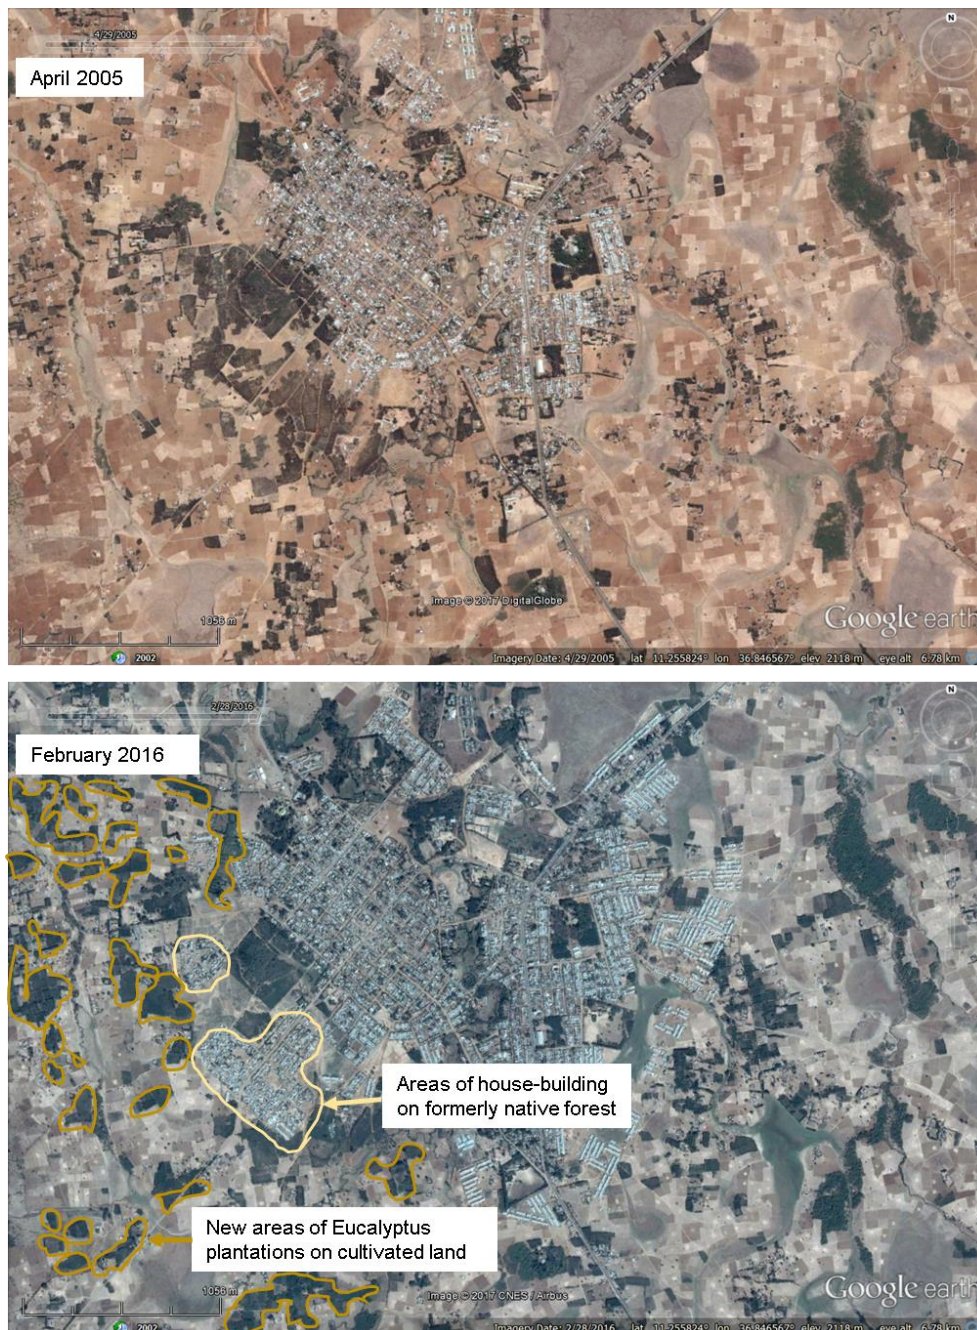 4/29/2005
April 2005
N
Image © 2017 DigitalGlobe
Google earth
1056 m
2002
Imagery Date: 4/29/2005 lat 11.255824° lon 36.846567° elev 2118 m eye alt 6.78 km
2/28/2016
February 2016
N
Areas of house-building
on formerly native forest
New areas of Eucalyptus
plantations on cultivated land
1056 m
Image © 2017 CNES / Airbus
Google earth
2002
Imagery Date: 2/28/2016 lat 11.255824° lon 36.846567° elev 2118 m eye alt 6.78 km